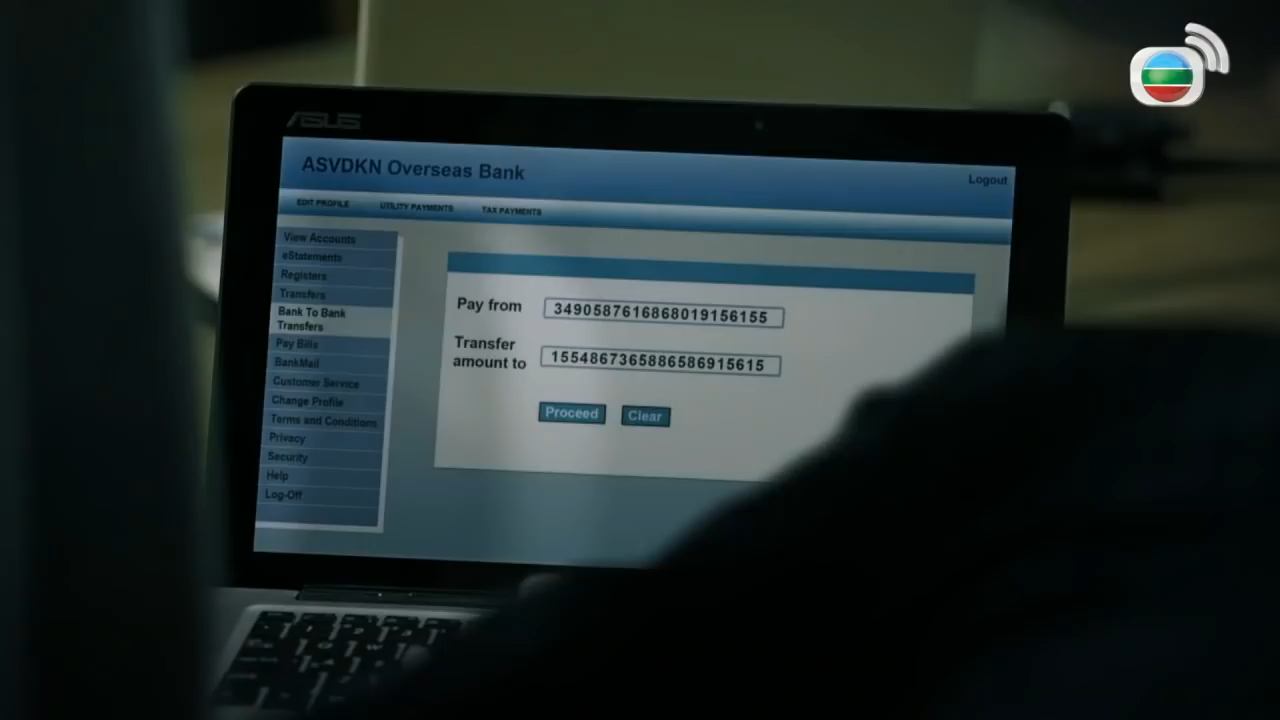 ASUS
ASVDKN Overseas Bank
Logout
EDIT PROFILE UTILITY PAYMENTS TAX PAYMENTS
View Accounts
eStatements
Registers
Transfers
Bank To Bank
Transfers
Pay Bills
BankMail
Customer Service
Change Profile
Terms and Conditions
Privacy
Security
Help
Log-Off
Pay from 3490587616868019156155
Transfer
amount to 1554867365886586915615
Proceed Clear